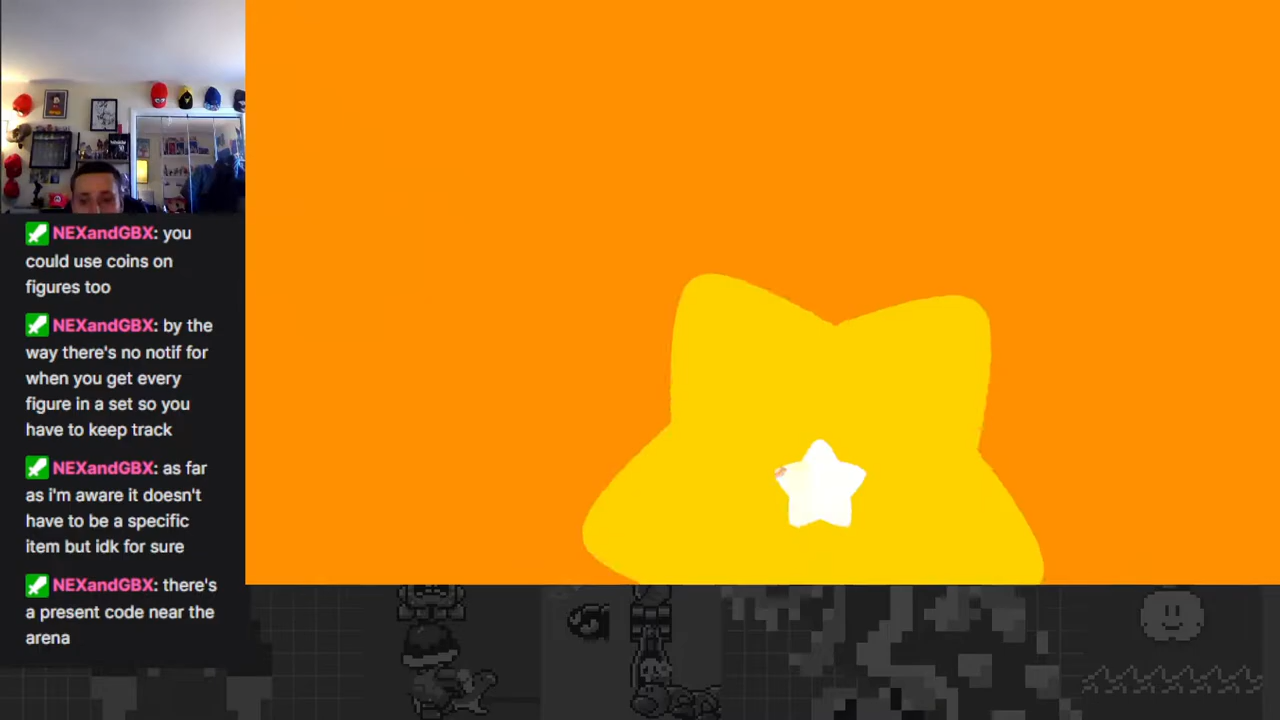 NEXandGBX: you
could use coins on
figures too
NEXandGBX: by the
way there's no notif for
when you get every
figure in a set so you
have to keep track
NEXandGBX: as far
as i'm aware it doesn't
have to be a specific
item but idk for sure
NEXandGBX: there's
a present code near the
arena